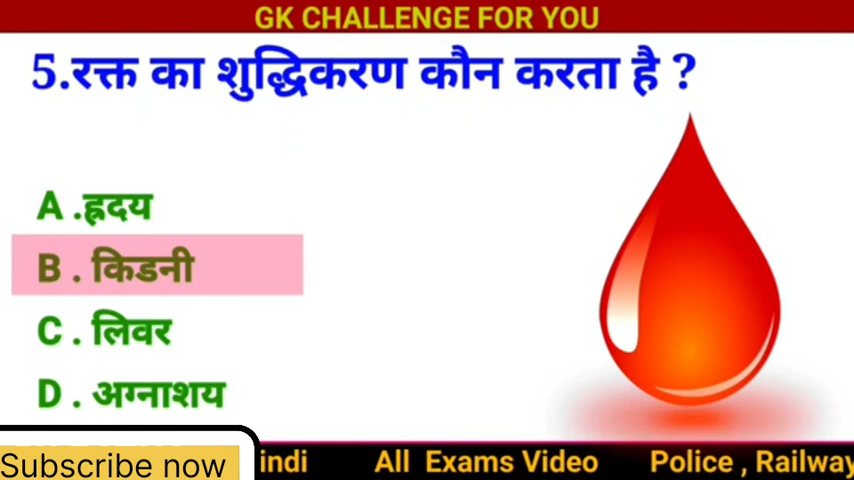 GK CHALLENGE FOR YOU
5.रक्त का शुद्धिकरण कौन करता है ?
A .ह्रदय
B . किडनी
C . लिवर
D . अग्नाशय
Subscribe now
indi All Exams Video Police , Railway